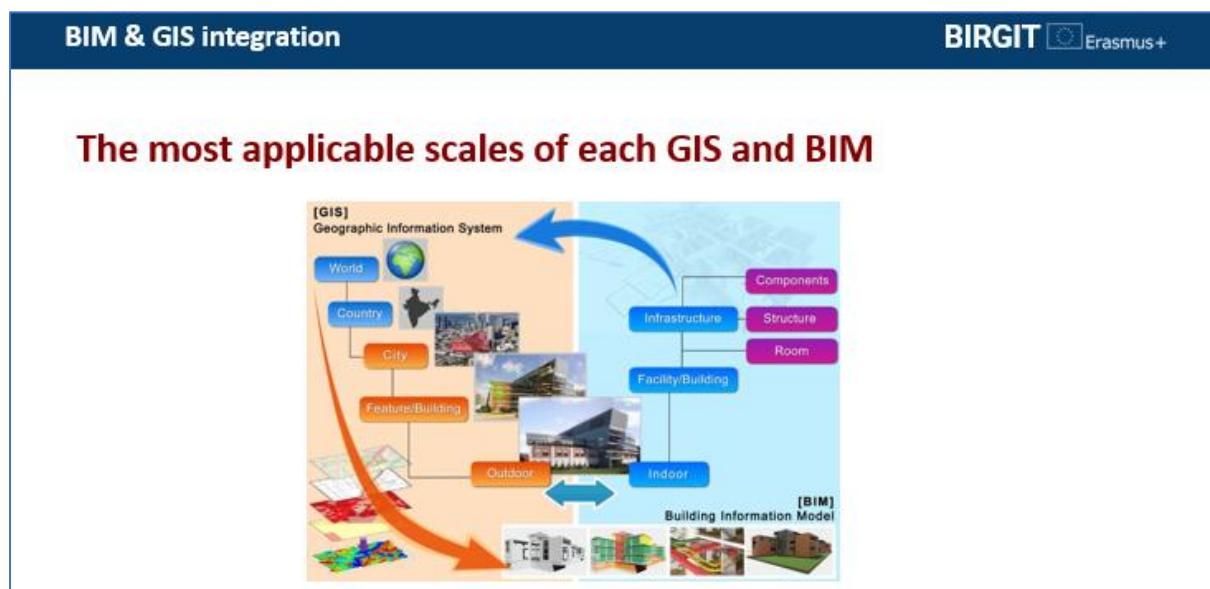 BIM & GIS integration
BIRGIT Erasmus+
The most applicable scales of each GIS and BIM
[GIS]
Geographic Information System
World
Country
City
Feature/Building
Outdoor
Components
Infrastructure
Structure
Room
Facility/Building
Indoor
[BIM]
Building Information Model